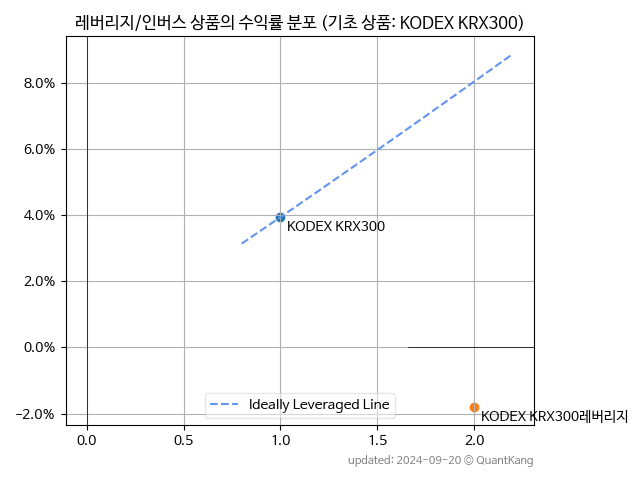 레버리지/인버스 상품의 수익률 분포 (기초 상품: KODEX KRX300)
8.0%
6.0%
4.0%
2.0%
0.0%
−2.0%
KODEX KRX300
KODEX KRX300레버리지
Ideally Leveraged Line
0.0 0.5 1.0 1.5 2.0
updated: 2024-09-20 © QuantKang